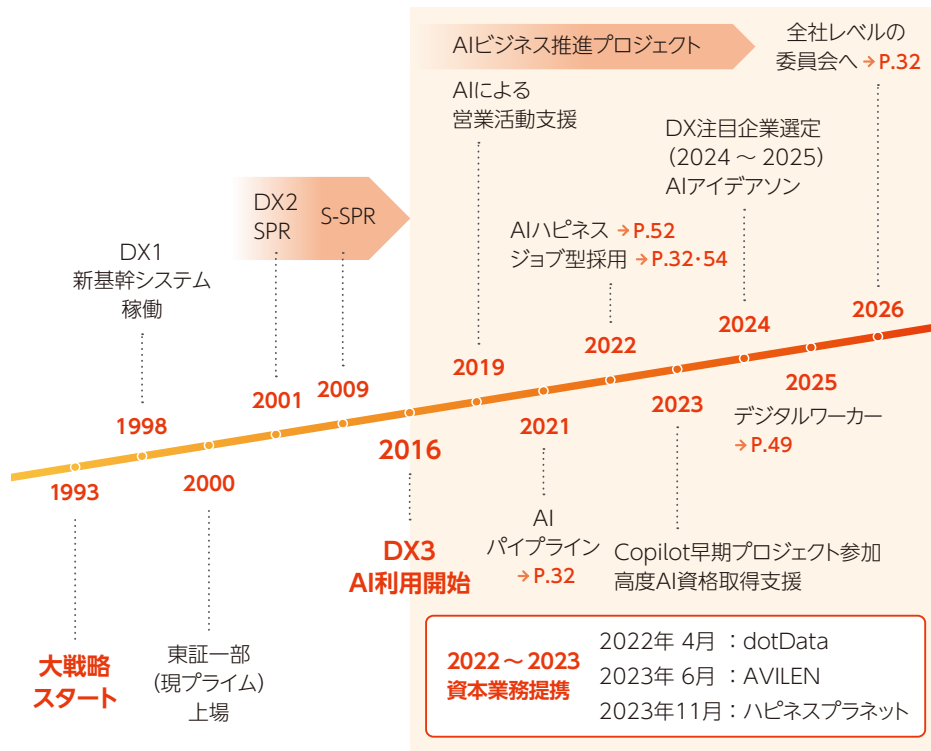 AIビジネス推進プロジェクト
全社レベルの
委員会へ→P.32
AIによる
営業活動支援
DX注目企業選定
(2024～2025)
AIアイデアソン
DX2
SPR
S-SPR
AIハピネス→P.52
ジョブ型採用→P.32・54
DX1
新基幹システム
稼働
2026
2024
2022
2019
2009
2001
1998
1993
2000
2016
2021
2023
2025
デジタルワーカー
→P.49
DX3
AI利用開始
AI
パイプライン
→P.32
Copilot早期プロジェクト参加
高度AI資格取得支援
大戦略
スタート
東証一部
(現プライム)
上場
2022～2023
資本業務提携
2022年 4月：dotData
2023年 6月：AVILEN
2023年11月：ハピネスプラネット